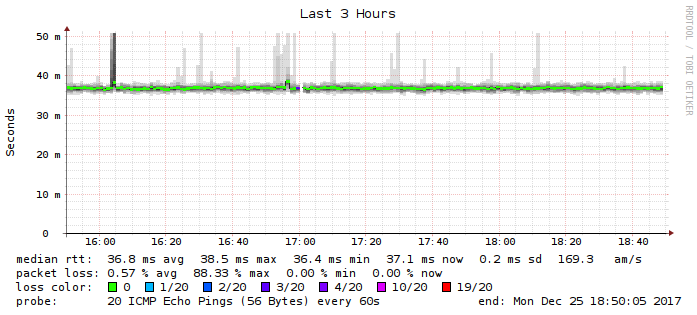 Last 3 Hours
RRDTOOL / TOBI OETIKER
Seconds
50 m
40 m
30 m
20 m
10 m
0
16:00 16:20 16:40 17:00 17:20 17:40 18:00 18:20 18:40
median rtt: 36.8 ms avg 38.5 ms max 36.4 ms min 37.1 ms now 0.2 ms sd 169.3 am/s
packet loss: 0.57 % avg 88.33 % max 0.00 % min 0.00 % now
loss color: 0 1/20 2/20 3/20 4/20 10/20 19/20
probe: 20 ICMP Echo Pings (56 Bytes) every 60s end: Mon Dec 25 18:50:05 2017